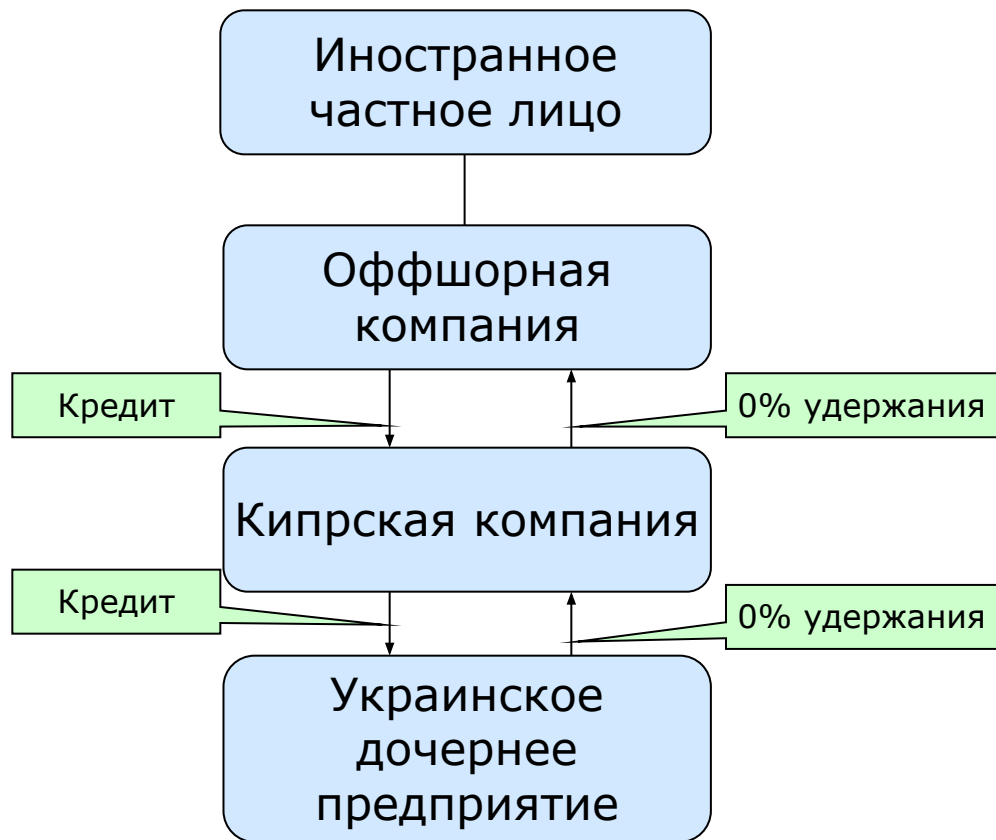 Иностранное
частное лицо
Оффшорная
компания
Кредит
0% удержания
Кипрская компания
Кредит
0% удержания
Украинское
дочернее
предприятие